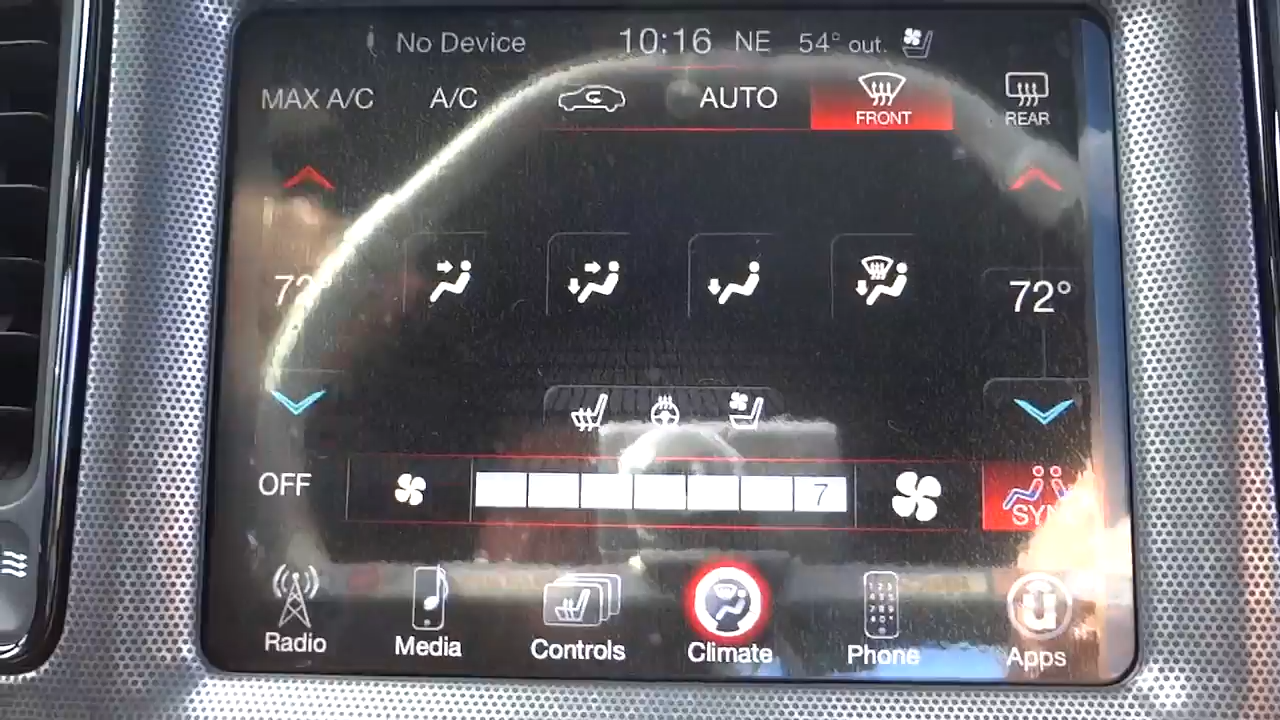 No Device 10:16 NE 54° out.
MAX A/C A/C AUTO FRONT REAR
72° 72°
OFF 7 SYNC
Radio Media Controls Climate Phone Apps